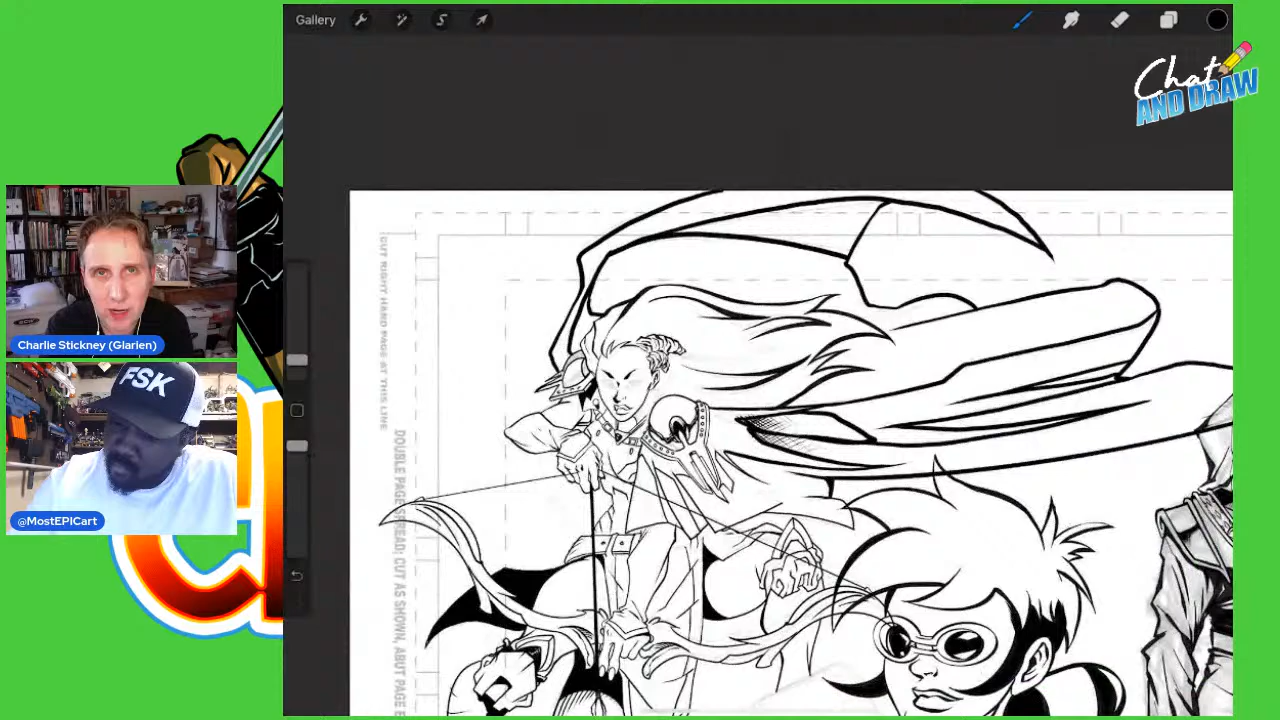 Gallery
Chat
AND DRAW
CUT RIGHT HAND PAGE AT THIS LINE
DOUBLE PAGE SPREAD: CUT AS SHOWN, ABUT PAGE
Charlie Stickney (Glarien)
FSK
@MostEPICart